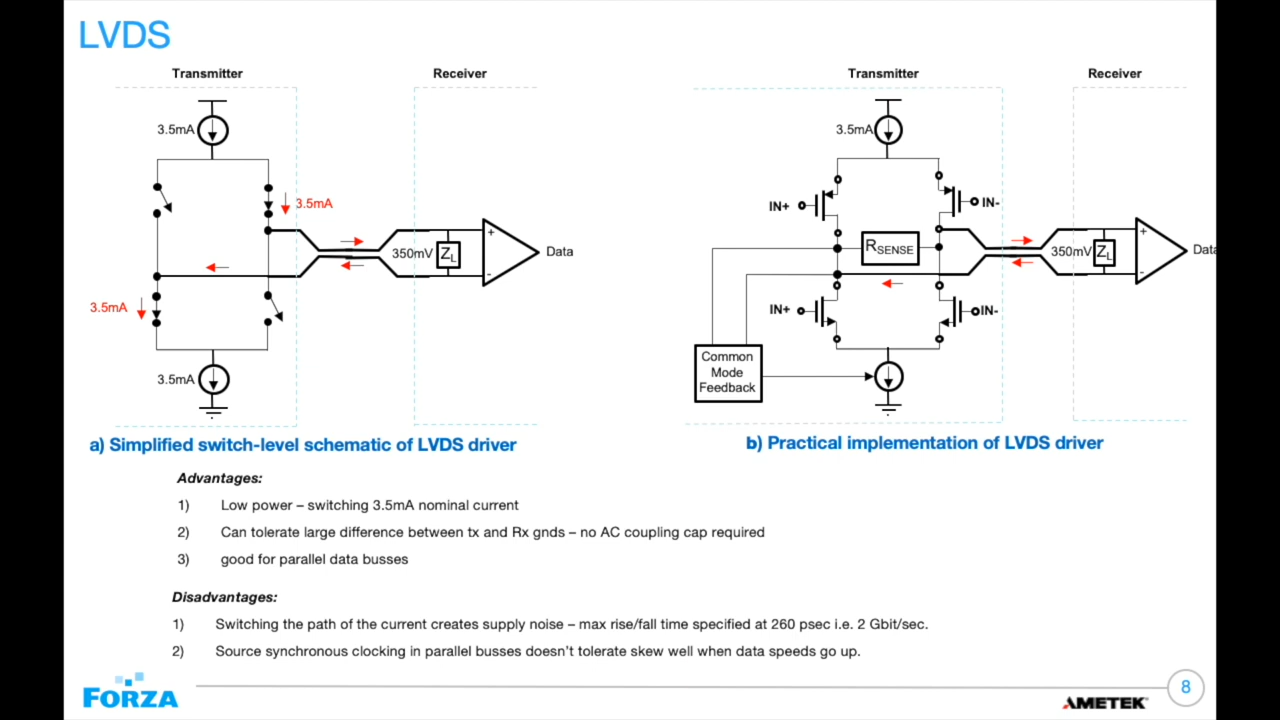 LVDS
Transmitter
Receiver
3.5mA
3.5mA
350mV
ZL
+
-
Data
3.5mA
3.5mA
a) Simplified switch-level schematic of LVDS driver
Transmitter
Receiver
3.5mA
IN+
IN-
RSENSE
350mV
ZL
+
-
Data
IN+
IN-
Common
Mode
Feedback
b) Practical implementation of LVDS driver
Advantages:
1) Low power – switching 3.5mA nominal current
2) Can tolerate large difference between tx and Rx gnds – no AC coupling cap required
3) good for parallel data busses
Disadvantages:
1) Switching the path of the current creates supply noise – max rise/fall time specified at 260 psec i.e. 2 Gbit/sec.
2) Source synchronous clocking in parallel busses doesn't tolerate skew well when data speeds go up.
FORZA
AMETEK
8